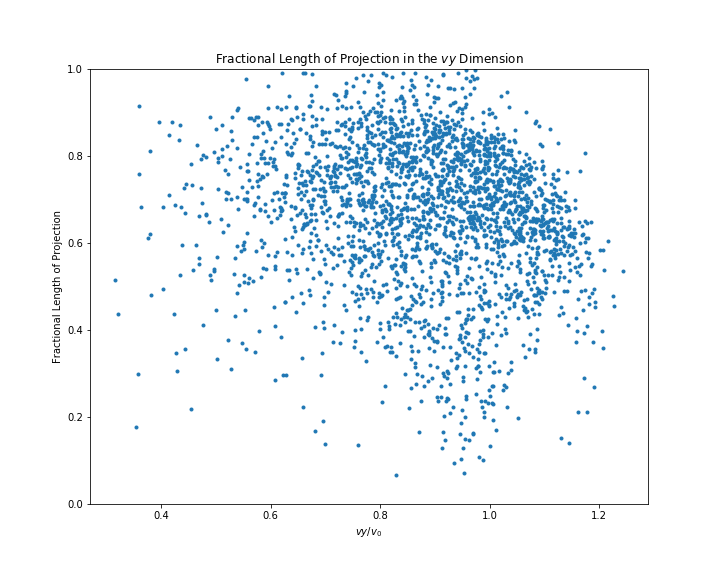 Fractional Length of Projection in the vy Dimension
1.0
0.8
0.6
0.4
0.2
0.0
Fractional Length of Projection
0.4 0.6 0.8 1.0 1.2
vy/v₀